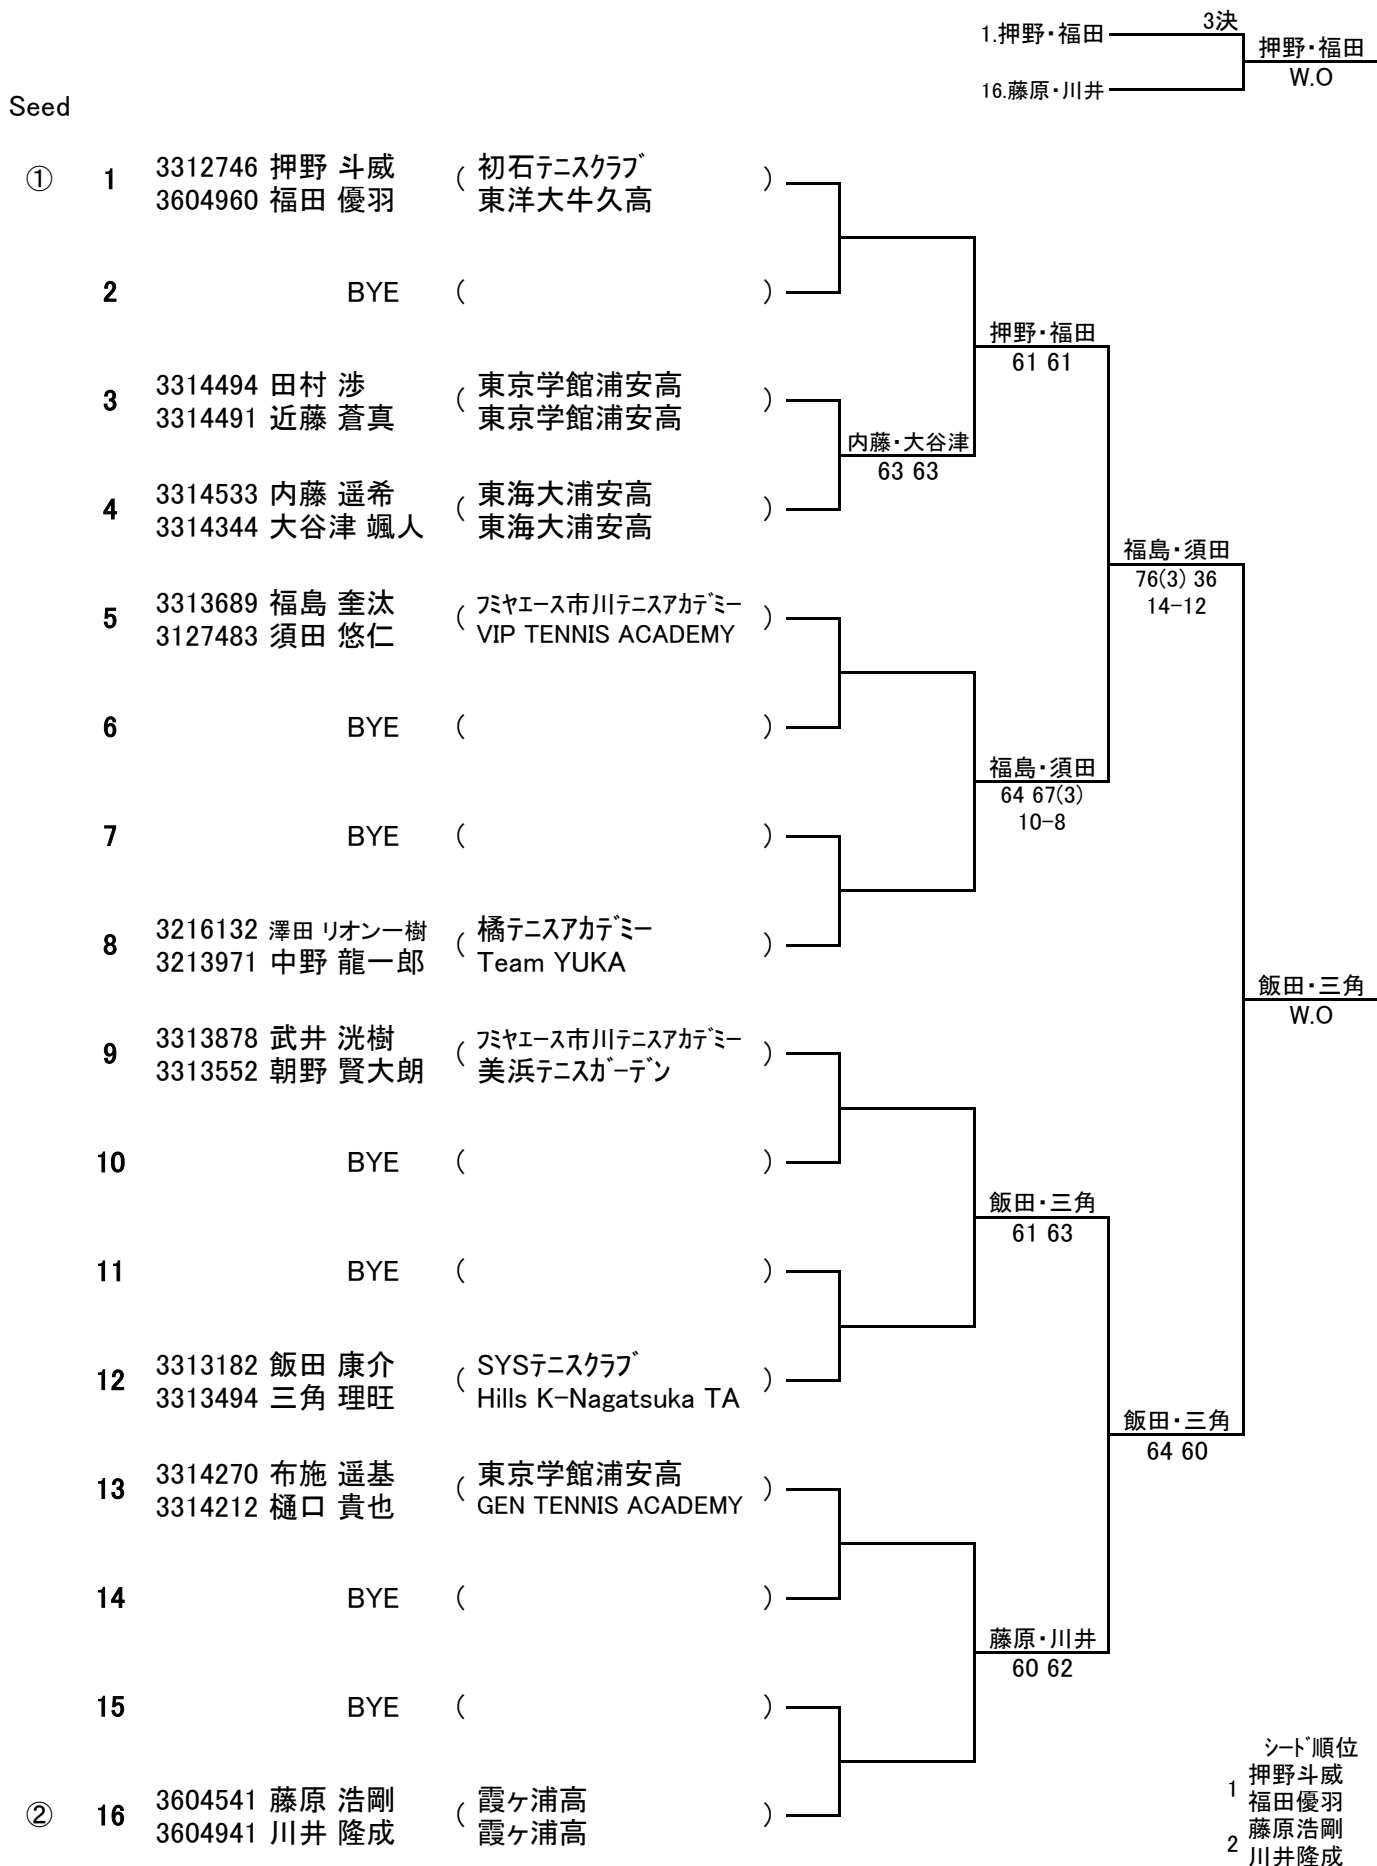 3決
1.押野・福田
押野・福田
W.O
16.藤原・川井
Seed
① 1 3312746 押野 斗威 ( 初石テニスクラブ )
3604960 福田 優羽 東洋大牛久高
2 BYE ( )
押野・福田
61 61
3 3314494 田村 渉 ( 東京学館浦安高 )
3314491 近藤 蒼真 東京学館浦安高
内藤・大谷津
63 63
4 3314533 内藤 遥希 ( 東海大浦安高 )
3314344 大谷津 颯人 東海大浦安高
福島・須田
76(3) 36
14-12
5 3313689 福島 奎汰 ( フミヤエース市川テニスアカデミー )
3127483 須田 悠仁 VIP TENNIS ACADEMY
6 BYE ( )
福島・須田
64 67(3)
10-8
7 BYE ( )
8 3216132 澤田 リオン一樹 ( 橘テニスアカデミー )
3213971 中野 龍一郎 Team YUKA
飯田・三角
W.O
9 3313878 武井 洸樹 ( フミヤエース市川テニスアカデミー )
3313552 朝野 賢大朗 美浜テニスガーデン
10 BYE ( )
飯田・三角
61 63
11 BYE ( )
12 3313182 飯田 康介 ( SYSテニスクラブ )
3313494 三角 理旺 Hills K-Nagatsuka TA
飯田・三角
64 60
13 3314270 布施 遥基 ( 東京学館浦安高 )
3314212 樋口 貴也 GEN TENNIS ACADEMY
14 BYE ( )
藤原・川井
60 62
15 BYE ( )
② 16 3604541 藤原 浩剛 ( 霞ヶ浦高 )
3604941 川井 隆成 霞ヶ浦高
シード順位
1 押野斗威
福田優羽
2 藤原浩剛
川井隆成